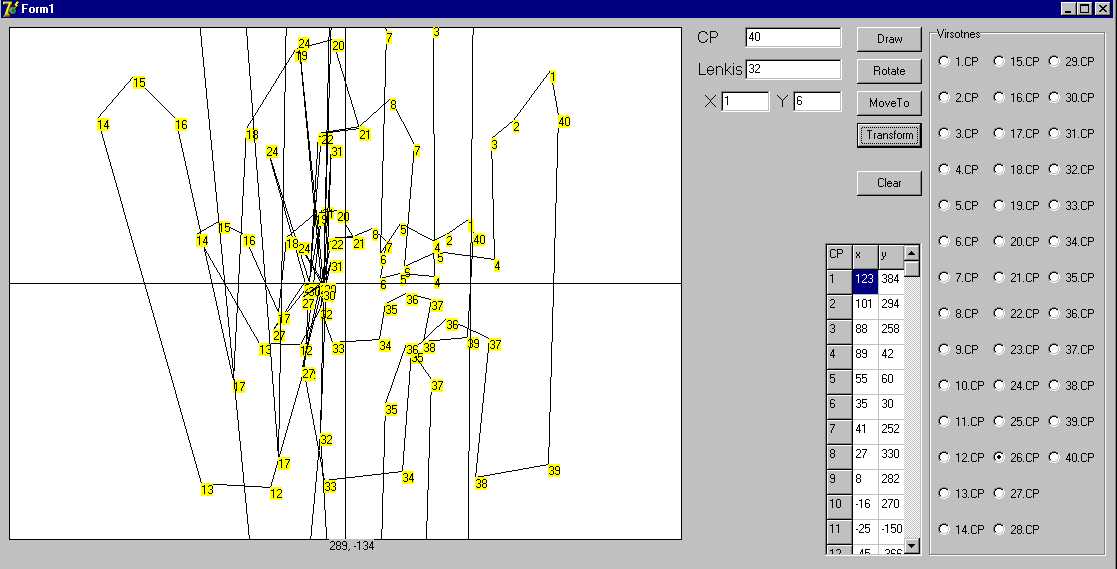 Form1
24 20 7 3
19
15 1
8
14 16 18 22 21 2 40
24 31 7 3
15 19 20 5 1
14 16 18 24 22 21 8 7 4 2 40
31 6 6 5 4
30 6 5 4
27 35 36 37
17 32 36
27 13 12 33 34 36 38 39 37
35
17 27 37
35
32
17 34 39
13 12 33 38
289, -134
CP 40
Lenkis 32
X 1 Y 6
Draw
Rotate
MoveTo
Transform
Clear
CP x y
1 123 384
2 101 294
3 88 258
4 89 42
5 55 60
6 35 30
7 41 252
8 27 330
9 8 282
10 -16 270
11 -25 -150
12 -45 -366
Virsotnes
1.CP 15.CP 29.CP
2.CP 16.CP 30.CP
3.CP 17.CP 31.CP
4.CP 18.CP 32.CP
5.CP 19.CP 33.CP
6.CP 20.CP 34.CP
7.CP 21.CP 35.CP
8.CP 22.CP 36.CP
9.CP 23.CP 37.CP
10.CP 24.CP 38.CP
11.CP 25.CP 39.CP
12.CP 26.CP 40.CP
13.CP 27.CP
14.CP 28.CP